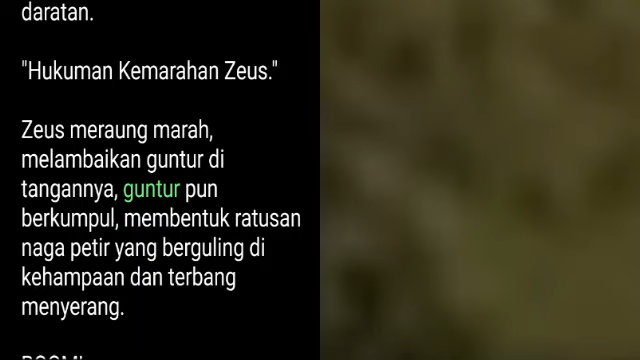 daratan.
"Hukuman Kemarahan Zeus."
Zeus meraung marah,
melambaikan guntur di
tangannya, guntur pun
berkumpul, membentuk ratusan
naga petir yang berguling di
kehampaan dan terbang
menyerang.